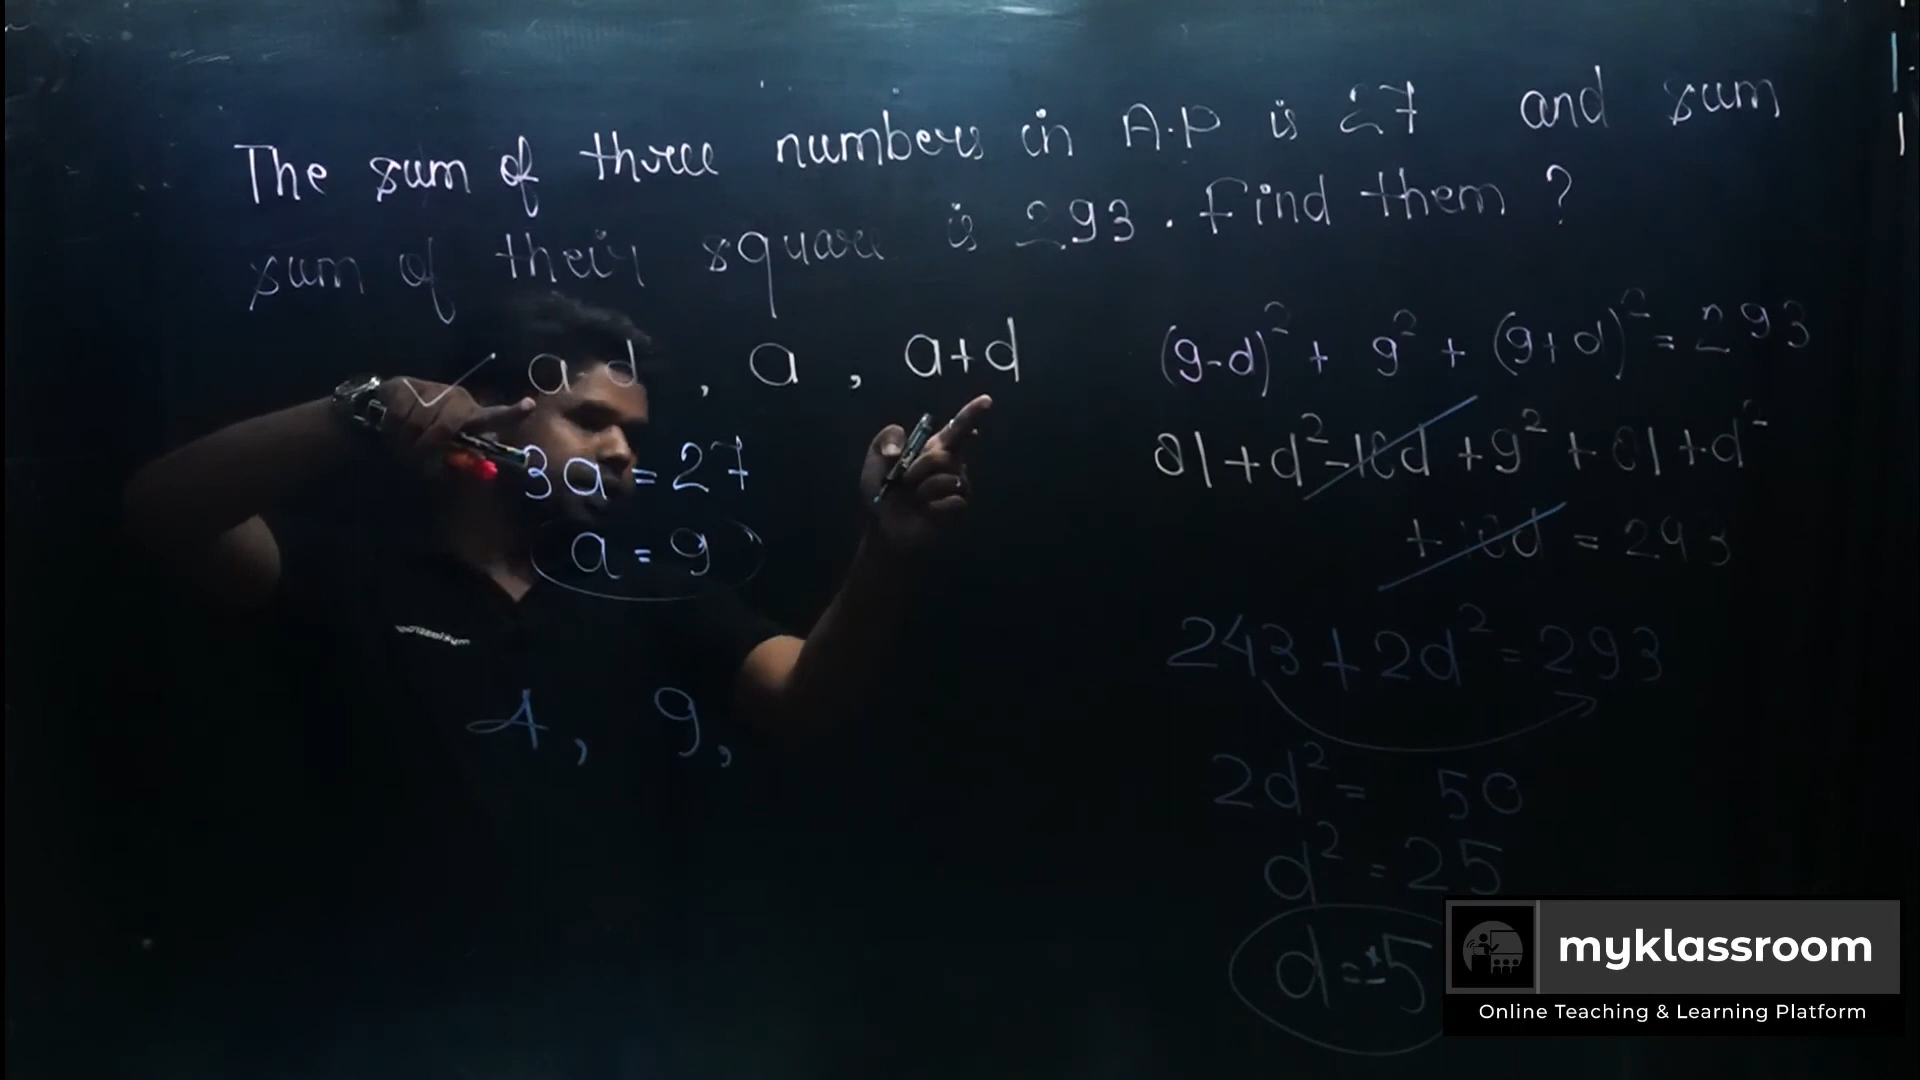 The sum of three numbers in A.P is 27 and sum
sum of their square is 293. Find them ?
a-d , a , a+d
3a = 27
a = 9
4, 9,
(9-d)² + 9² + (9+d)² = 293
81+d²-18d +9² + 81 +d²
+ 18d = 293
243 + 2d² = 293
2d² = 50
d² = 25
d = ±5
myklassroom
Online Teaching & Learning Platform